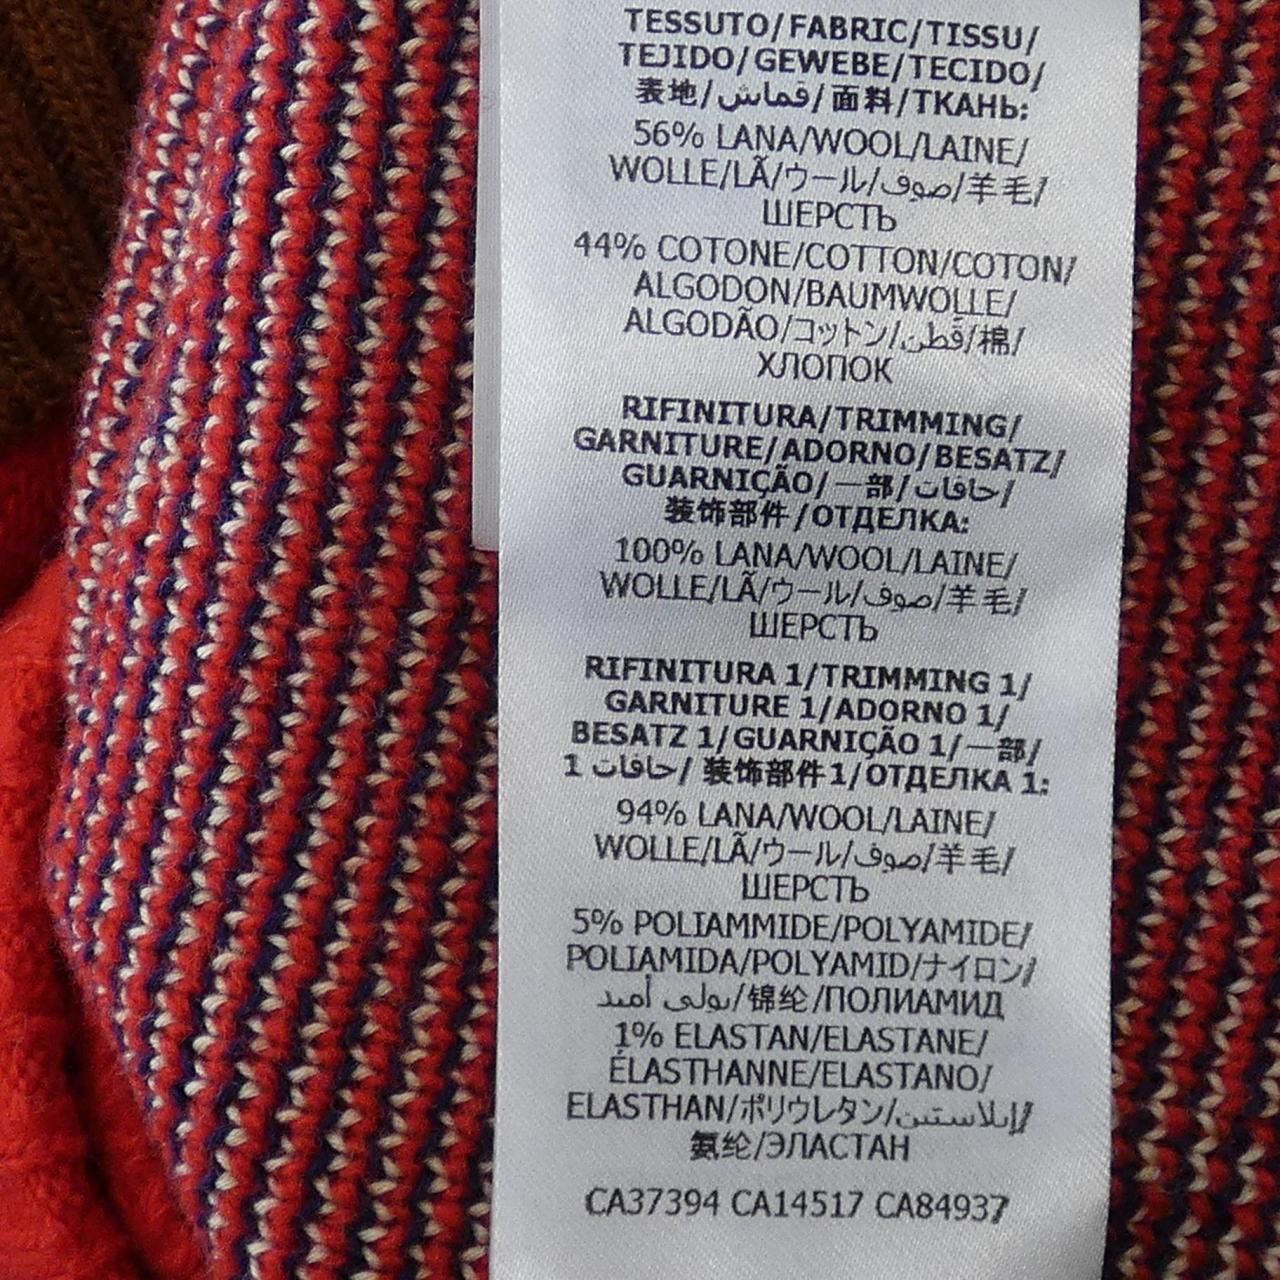 TESSUTO/FABRIC/TISSU/
TEJIDO/GEWEBE/TECIDO/
表地/قماش/面料/ТКАНЬ:
56% LANA/WOOL/LAINE/
WOLLE/LÃ/ウール/صوف/羊毛/
ШЕРСТЬ
44% COTONE/COTTON/COTON/
ALGODON/BAUMWOLLE/
ALGODÃO/コットン/قطن/棉/
ХЛОПОК
RIFINITURA/TRIMMING/
GARNITURE/ADORNO/BESATZ/
GUARNIÇÃO/一部/حافات/
装饰部件/ОТДЕЛКА:
100% LANA/WOOL/LAINE/
WOLLE/LÃ/ウール/صوف/羊毛/
ШЕРСТЬ
RIFINITURA 1/TRIMMING 1/
GARNITURE 1/ADORNO 1/
BESATZ 1/GUARNIÇÃO 1/一部/
1 حافات/ 装饰部件1/ОТДЕЛКА 1:
94% LANA/WOOL/LAINE/
WOLLE/LÃ/ウール/صوف/羊毛/
ШЕРСТЬ
5% POLIAMMIDE/POLYAMIDE/
POLIAMIDA/POLYAMID/ナイロン/
بولى أميد/锦纶/ПОЛИАМИД
1% ELASTAN/ELASTANE/
ÉLASTHANNE/ELASTANO/
ELASTHAN/ポリウレタン/إيلاستين/
氨纶/ЭЛАСТАН
CA37394 CA14517 CA84937